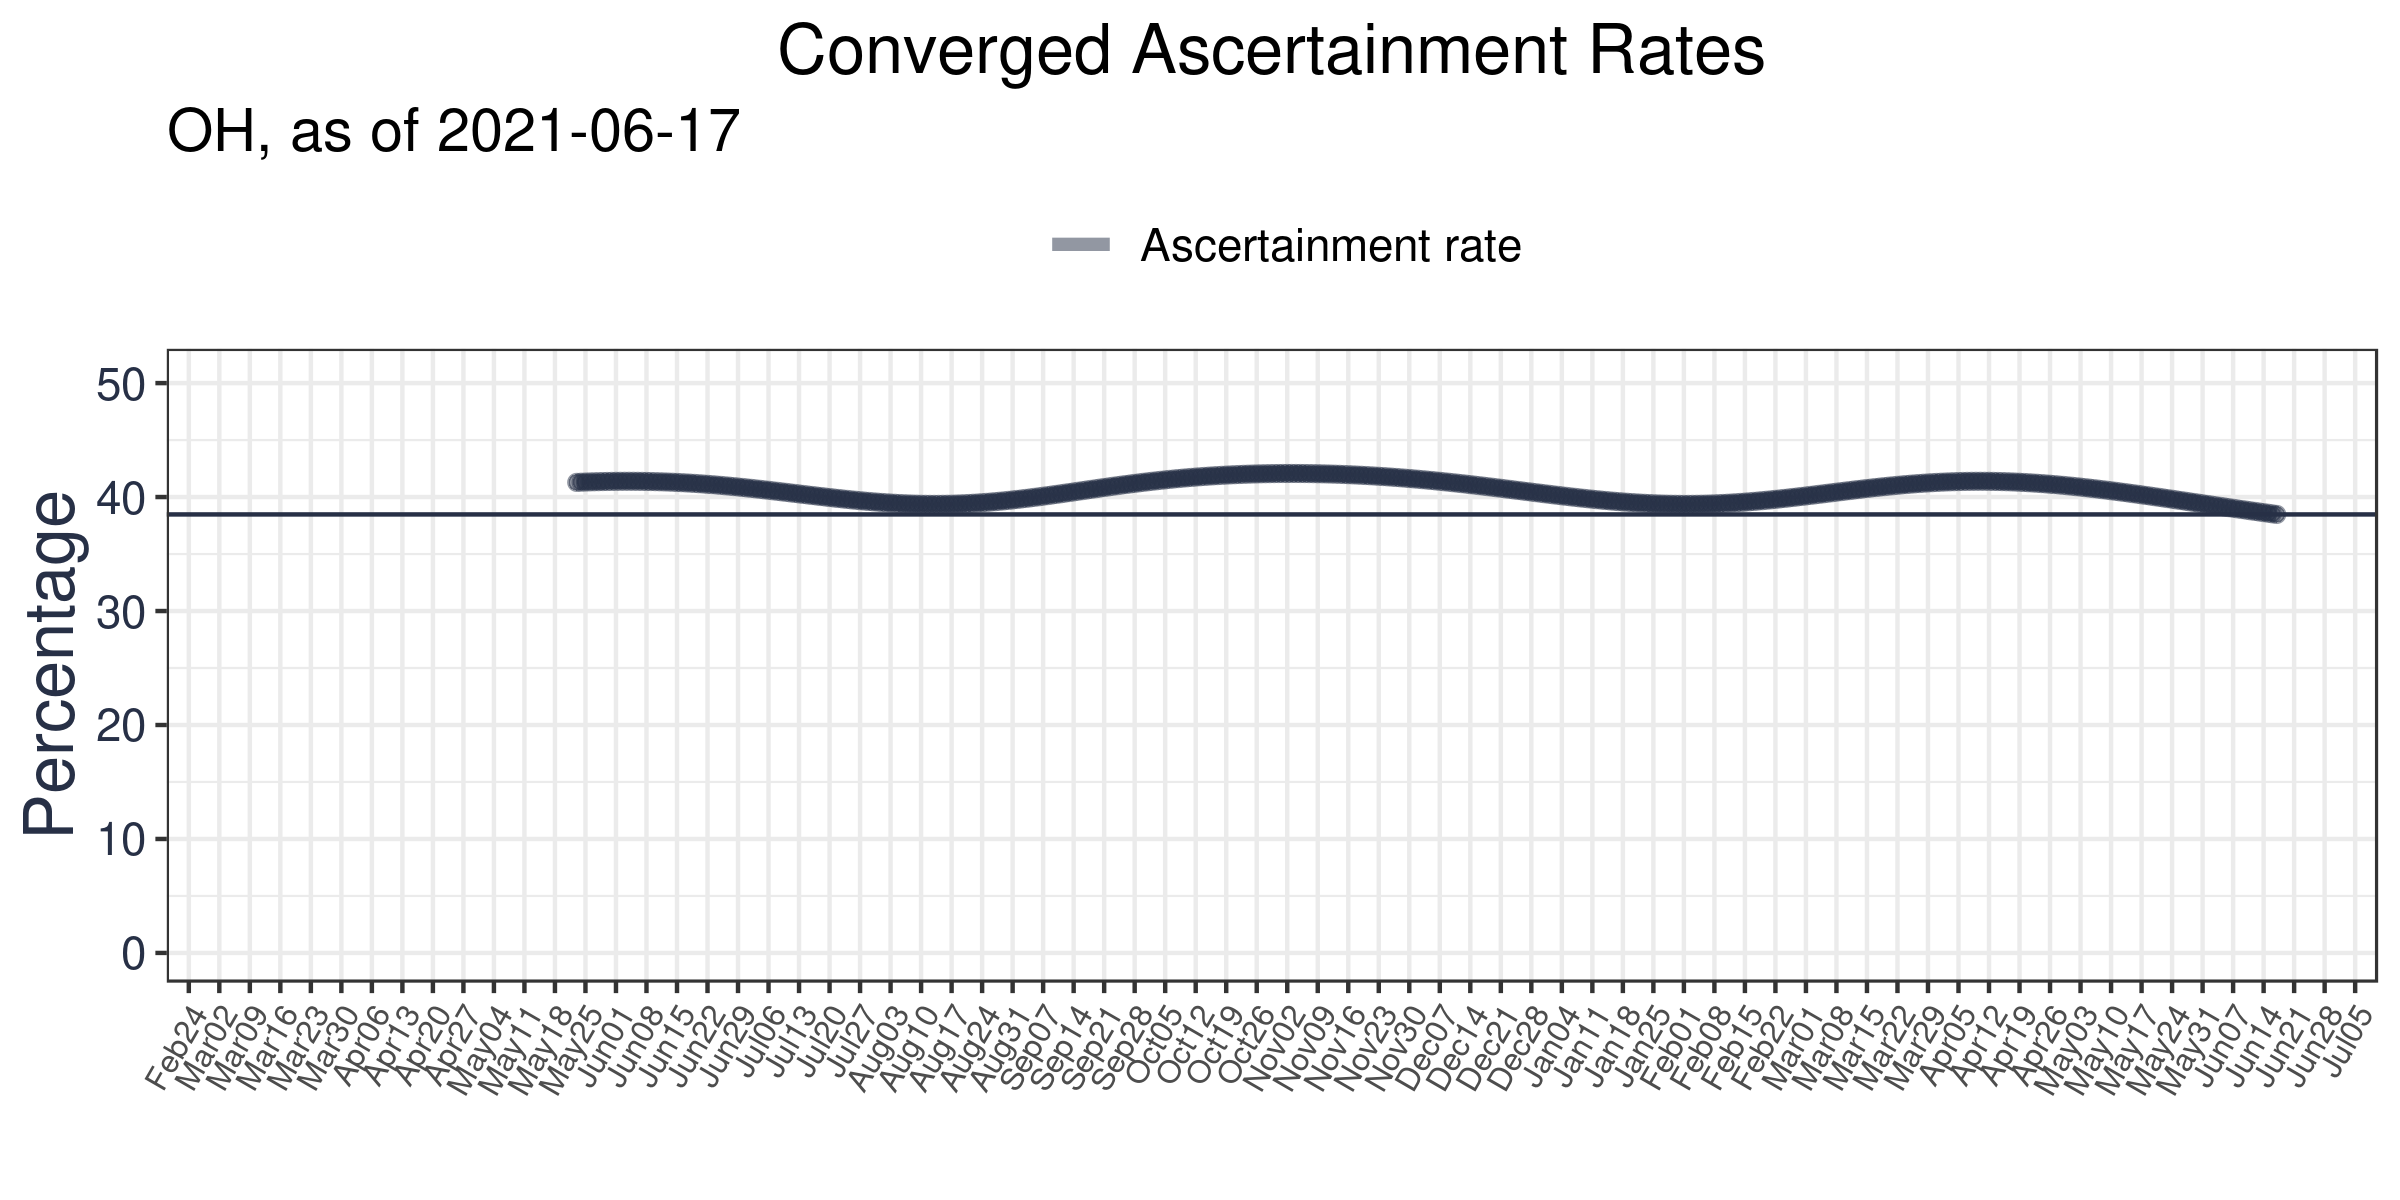 Converged Ascertainment Rates
OH, as of 2021-06-17
Ascertainment rate
Percentage
50
40
30
20
10
0
Feb24 Mar02 Mar09 Mar16 Mar23 Mar30 Apr06 Apr13 Apr20 Apr27 May04 May11 May18 May25 Jun01 Jun08 Jun15 Jun22 Jun29 Jul06 Jul13 Jul20 Jul27 Aug03 Aug10 Aug17 Aug24 Aug31 Sep07 Sep14 Sep21 Sep28 Oct05 Oct12 Oct19 Oct26 Nov02 Nov09 Nov16 Nov23 Nov30 Dec07 Dec14 Dec21 Dec28 Jan04 Jan11 Jan18 Jan25 Feb01 Feb08 Feb15 Feb22 Mar01 Mar08 Mar15 Mar22 Mar29 Apr05 Apr12 Apr19 Apr26 May03 May10 May17 May24 May31 Jun07 Jun14 Jun21 Jun28 Jul05